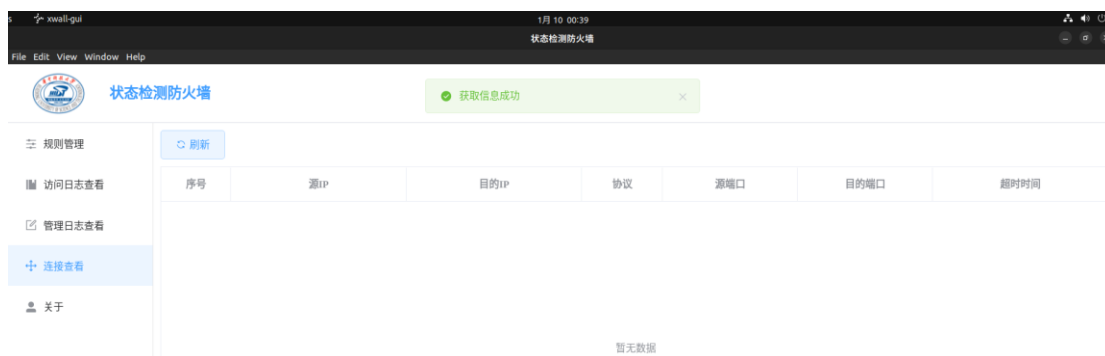 s xwall-gui 1月 10 00:39
状态检测防火墙
File Edit View Window Help
状态检测防火墙
获取信息成功
规则管理
刷新
访问日志查看
序号 源IP 目的IP 协议 源端口 目的端口 超时时间
管理日志查看
连接查看
关于
暂无数据